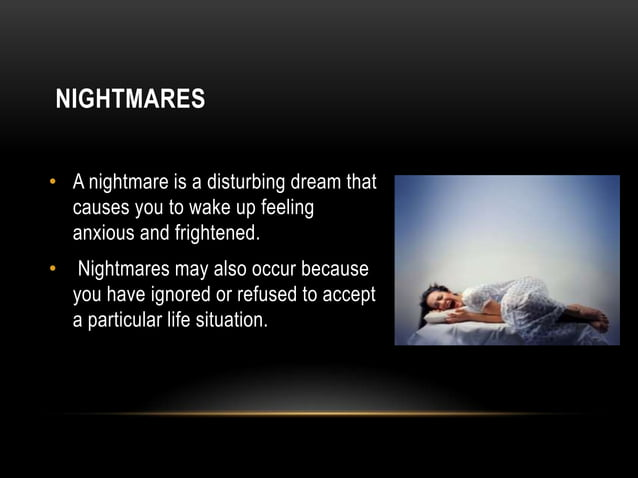 NIGHTMARES
• A nightmare is a disturbing dream that
causes you to wake up feeling
anxious and frightened.
• Nightmares may also occur because
you have ignored or refused to accept
a particular life situation.